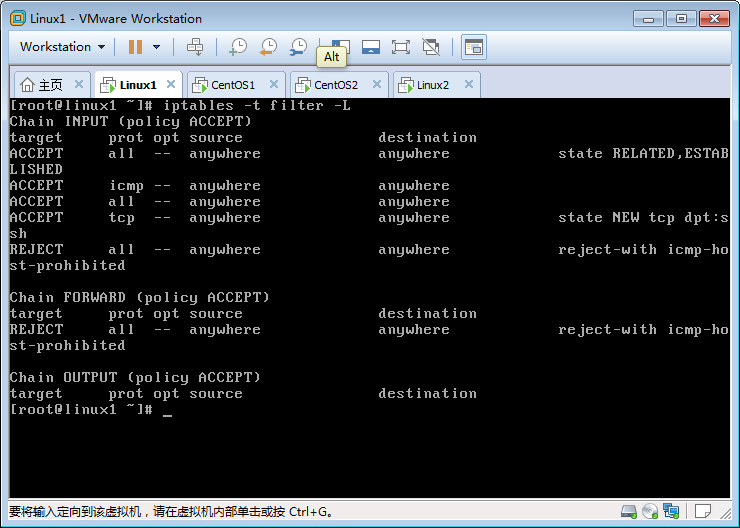 Linux1 - VMware Workstation
Workstation
Alt
主页 Linux1 CentOS1 CentOS2 Linux2
[root@linux1 ~]# iptables -t filter -L
Chain INPUT (policy ACCEPT)
target     prot opt source               destination
ACCEPT     all  --  anywhere             anywhere            state RELATED,ESTAB
LISHED
ACCEPT     icmp --  anywhere             anywhere
ACCEPT     all  --  anywhere             anywhere
ACCEPT     tcp  --  anywhere             anywhere            state NEW tcp dpt:s
sh
REJECT     all  --  anywhere             anywhere            reject-with icmp-ho
st-prohibited
Chain FORWARD (policy ACCEPT)
target     prot opt source               destination
REJECT     all  --  anywhere             anywhere            reject-with icmp-ho
st-prohibited
Chain OUTPUT (policy ACCEPT)
target     prot opt source               destination
[root@linux1 ~]# _
要将输入定向到该虚拟机，请在虚拟机内部单击或按 Ctrl+G。